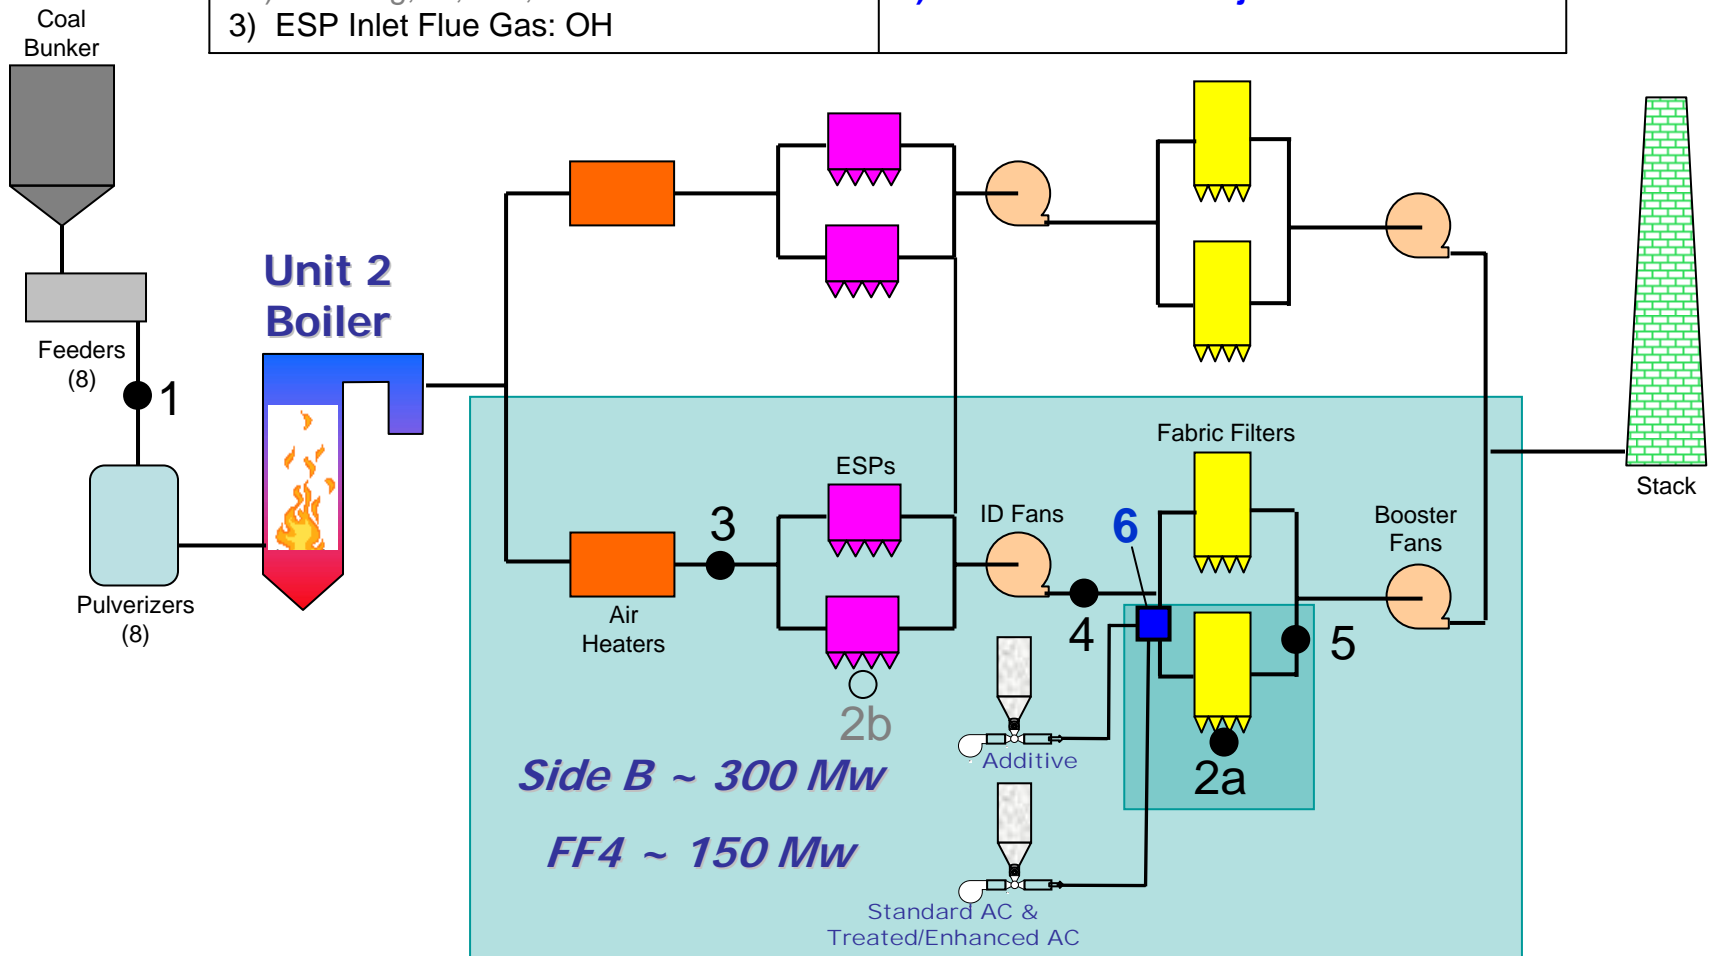 3) ESP Inlet Flue Gas: OH
Coal
Bunker
Feeders
(8)
1
Pulverizers
(8)
Unit 2
Boiler
Air
Heaters
3
ESPs
2b
ID Fans
4
6
Fabric Filters
5
2a
Booster
Fans
Stack
Additive
Standard AC &
Treated/Enhanced AC
Side B ~ 300 Mw
FF4 ~ 150 Mw